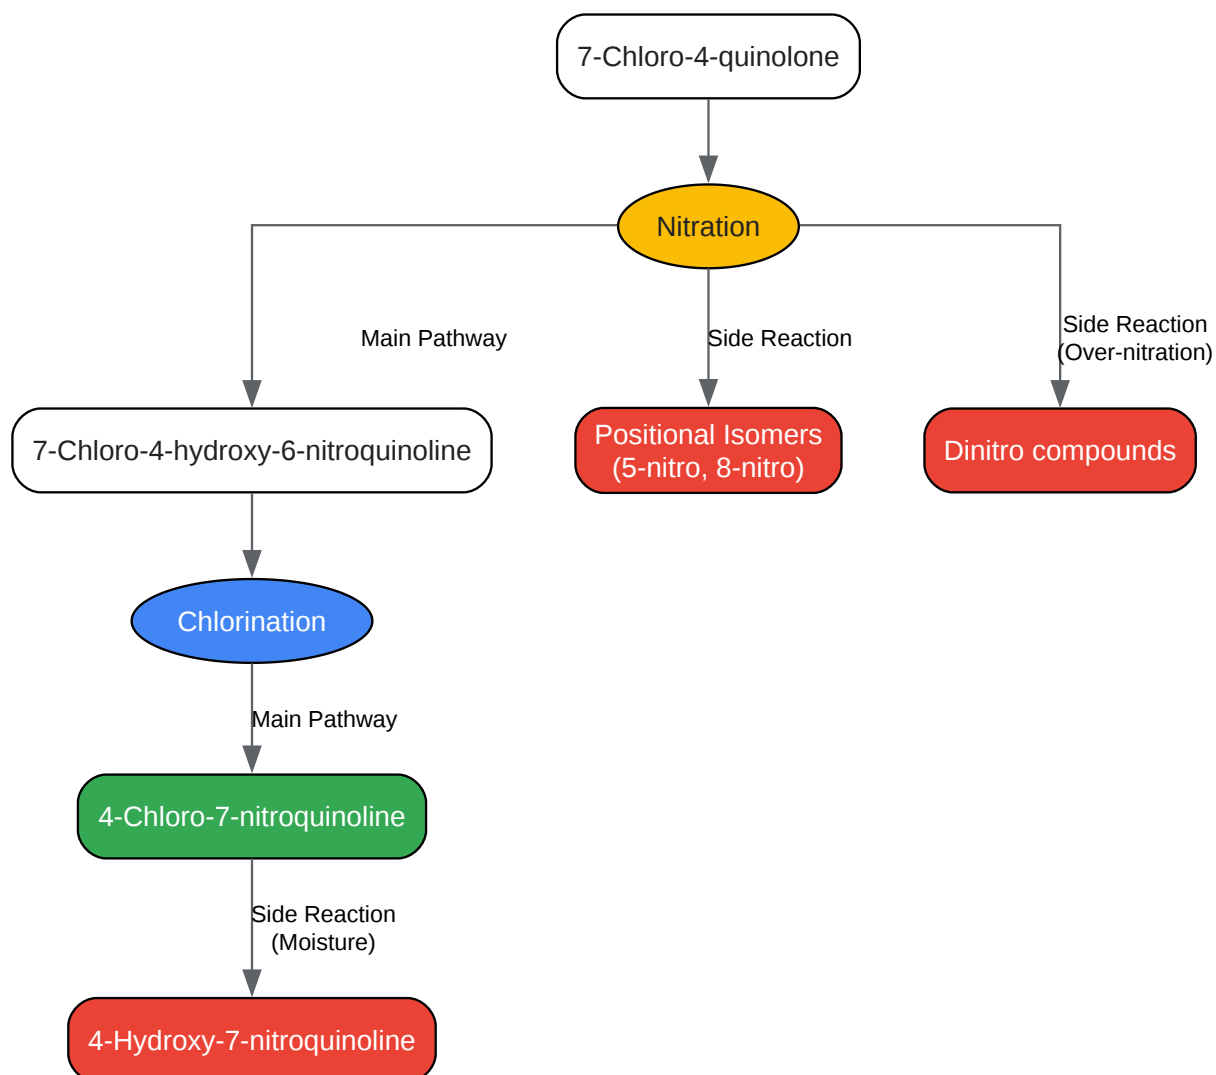 7-Chloro-4-quinolone
Nitration
Main Pathway
Side Reaction
Side Reaction
(Over-nitration)
7-Chloro-4-hydroxy-6-nitroquinoline
Positional Isomers
(5-nitro, 8-nitro)
Dinitro compounds
Chlorination
Main Pathway
4-Chloro-7-nitroquinoline
Side Reaction
(Moisture)
4-Hydroxy-7-nitroquinoline